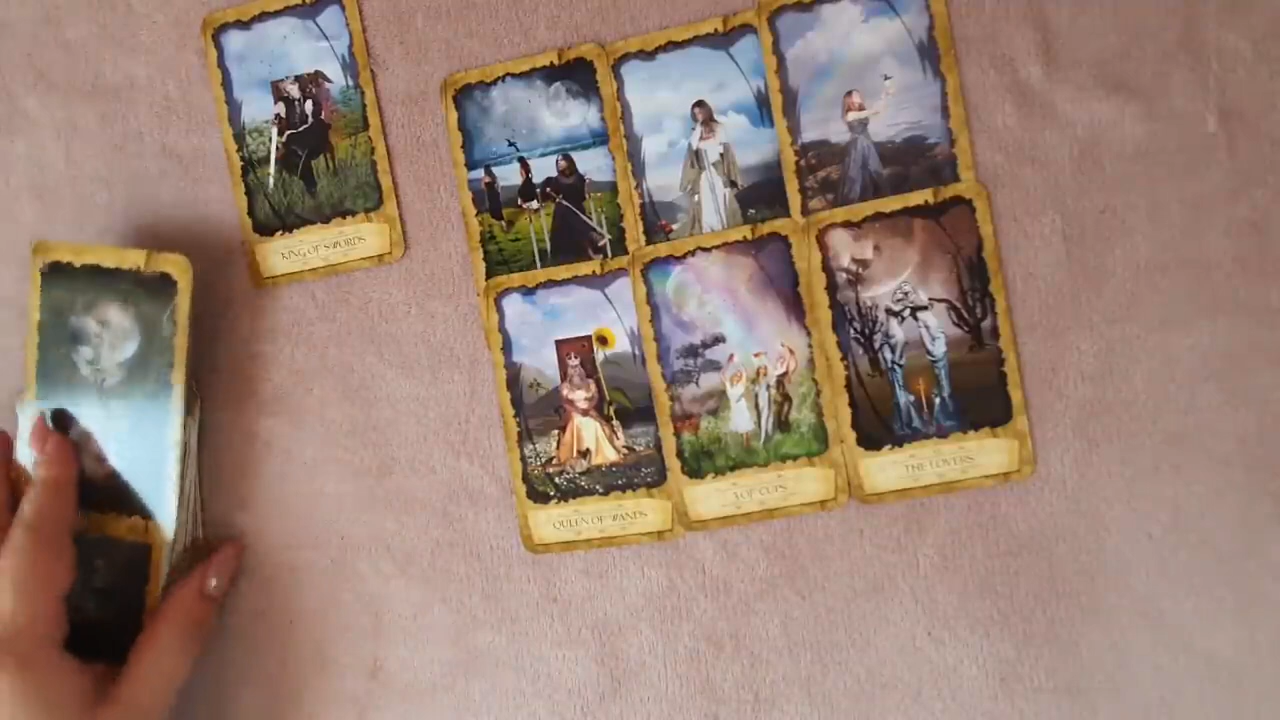 KING OF SWORDS
QUEEN OF WANDS
3 OF CUPS
THE LOVERS